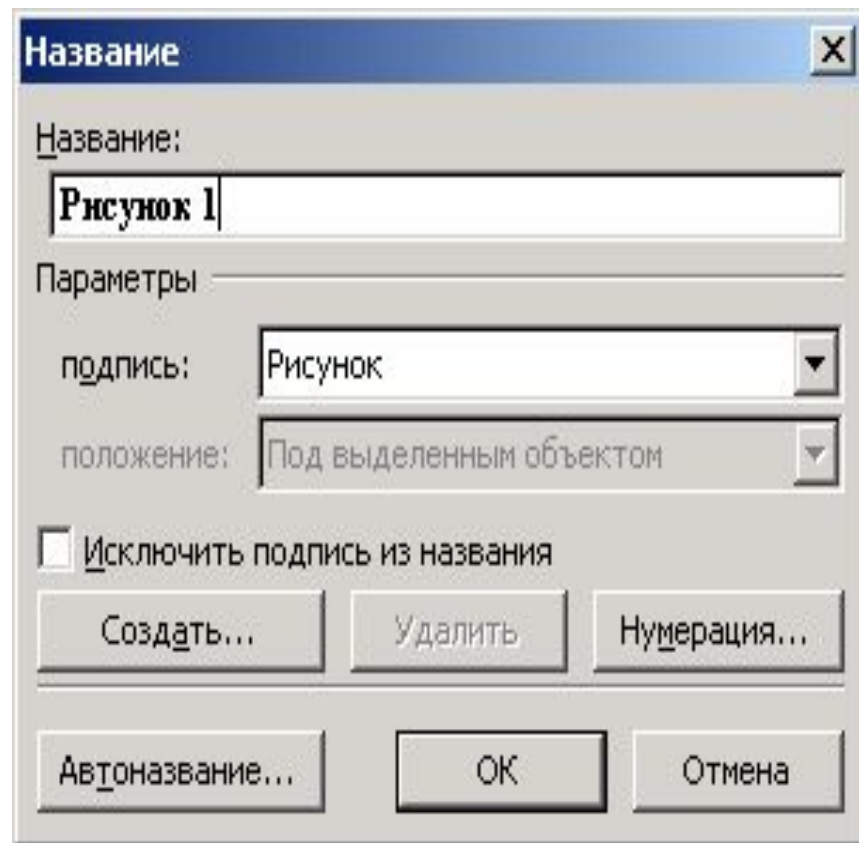 Название
Название:
Рисунок 1
Параметры
подпись: Рисунок
положение: Под выделенным объектом
Исключить подпись из названия
Создать... Удалить Нумерация...
Автоназвание... ОК Отмена